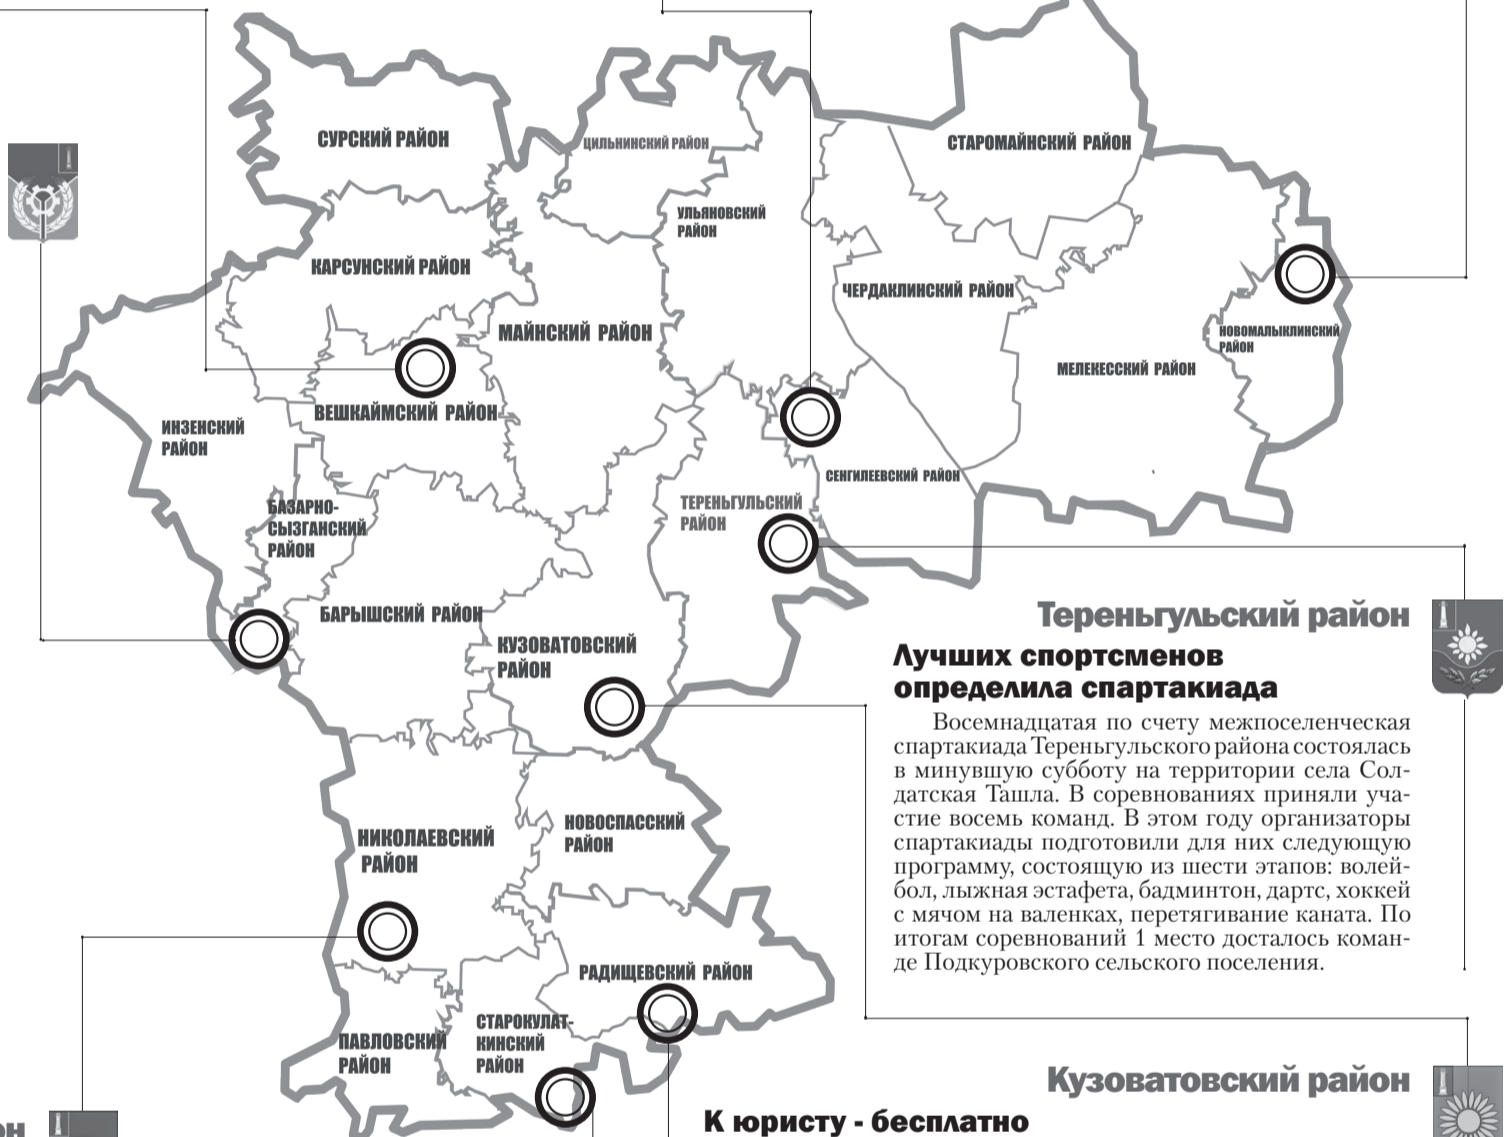 СУРСКИЙ РАЙОН
ЦИЛЬНИНСКИЙ РАЙОН
СТАРОМАЙНСКИЙ РАЙОН
УЛЬЯНОВСКИЙ
РАЙОН
КАРСУНСКИЙ РАЙОН
ЧЕРДАКЛИНСКИЙ РАЙОН
МАЙНСКИЙ РАЙОН
НОВОМАЛЫКЛИНСКИЙ
РАЙОН
МЕЛЕКЕССКИЙ РАЙОН
ВЕШКАЙМСКИЙ РАЙОН
ИНЗЕНСКИЙ
РАЙОН
СЕНГИЛЕЕВСКИЙ РАЙОН
ТЕРЕНЬГУЛЬСКИЙ
РАЙОН
БАЗАРНО-
СЫЗГАНСКИЙ
РАЙОН
БАРЫШСКИЙ РАЙОН
КУЗОВАТОВСКИЙ
РАЙОН
Тереньгульский район
Лучших спортсменов
определила спартакиада
Восемнадцатая по счету межпоселенческая
спартакиада Тереньгульского района состоялась
в минувшую субботу на территории села Сол-
датская Ташла. В соревнованиях приняли уча-
стие восемь команд. В этом году организаторы
спартакиады подготовили для них следующую
программу, состоящую из шести этапов: волей-
бол, лыжная эстафета, бадминтон, дартс, хоккей
с мячом на валенках, перетягивание каната. По
итогам соревнований 1 место досталось коман-
де Подкуровского сельского поселения.
НИКОЛАЕВСКИЙ
РАЙОН
НОВОСПАССКИЙ
РАЙОН
РАДИЩЕВСКИЙ РАЙОН
СТАРОКУЛАТ-
КИНСКИЙ
РАЙОН
ПАВЛОВСКИЙ
РАЙОН
Кузоватовский район
К юристу - бесплатно